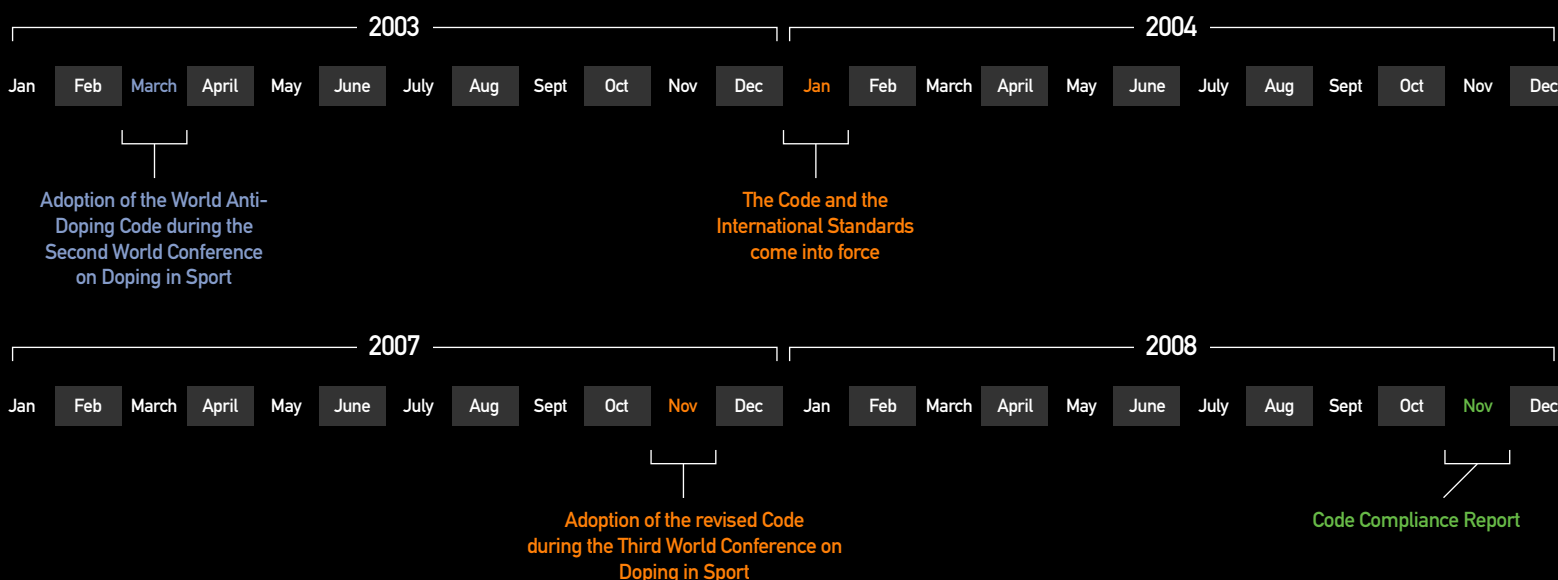 2003 2004
Jan Feb March April May June July Aug Sept Oct Nov Dec Jan Feb March April May June July Aug Sept Oct Nov Dec
Adoption of the World Anti-
Doping Code during the
Second World Conference
on Doping in Sport
The Code and the
International Standards
come into force
2007 2008
Jan Feb March April May June July Aug Sept Oct Nov Dec Jan Feb March April May June July Aug Sept Oct Nov Dec
Adoption of the revised Code
during the Third World Conference on
Doping in Sport
Code Compliance Report